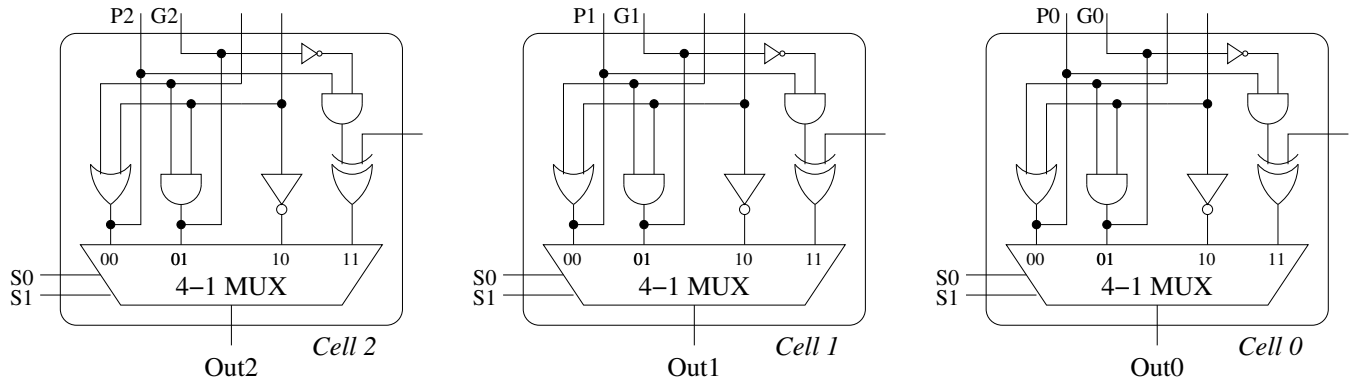 P2 G2 P1 G1 P0 G0
00 01 10 11 00 01 10 11 00 01 10 11
S0 4−1 MUX S0 4−1 MUX S0 4−1 MUX
S1 S1 S1
Cell 2 Cell 1 Cell 0
Out2 Out1 Out0